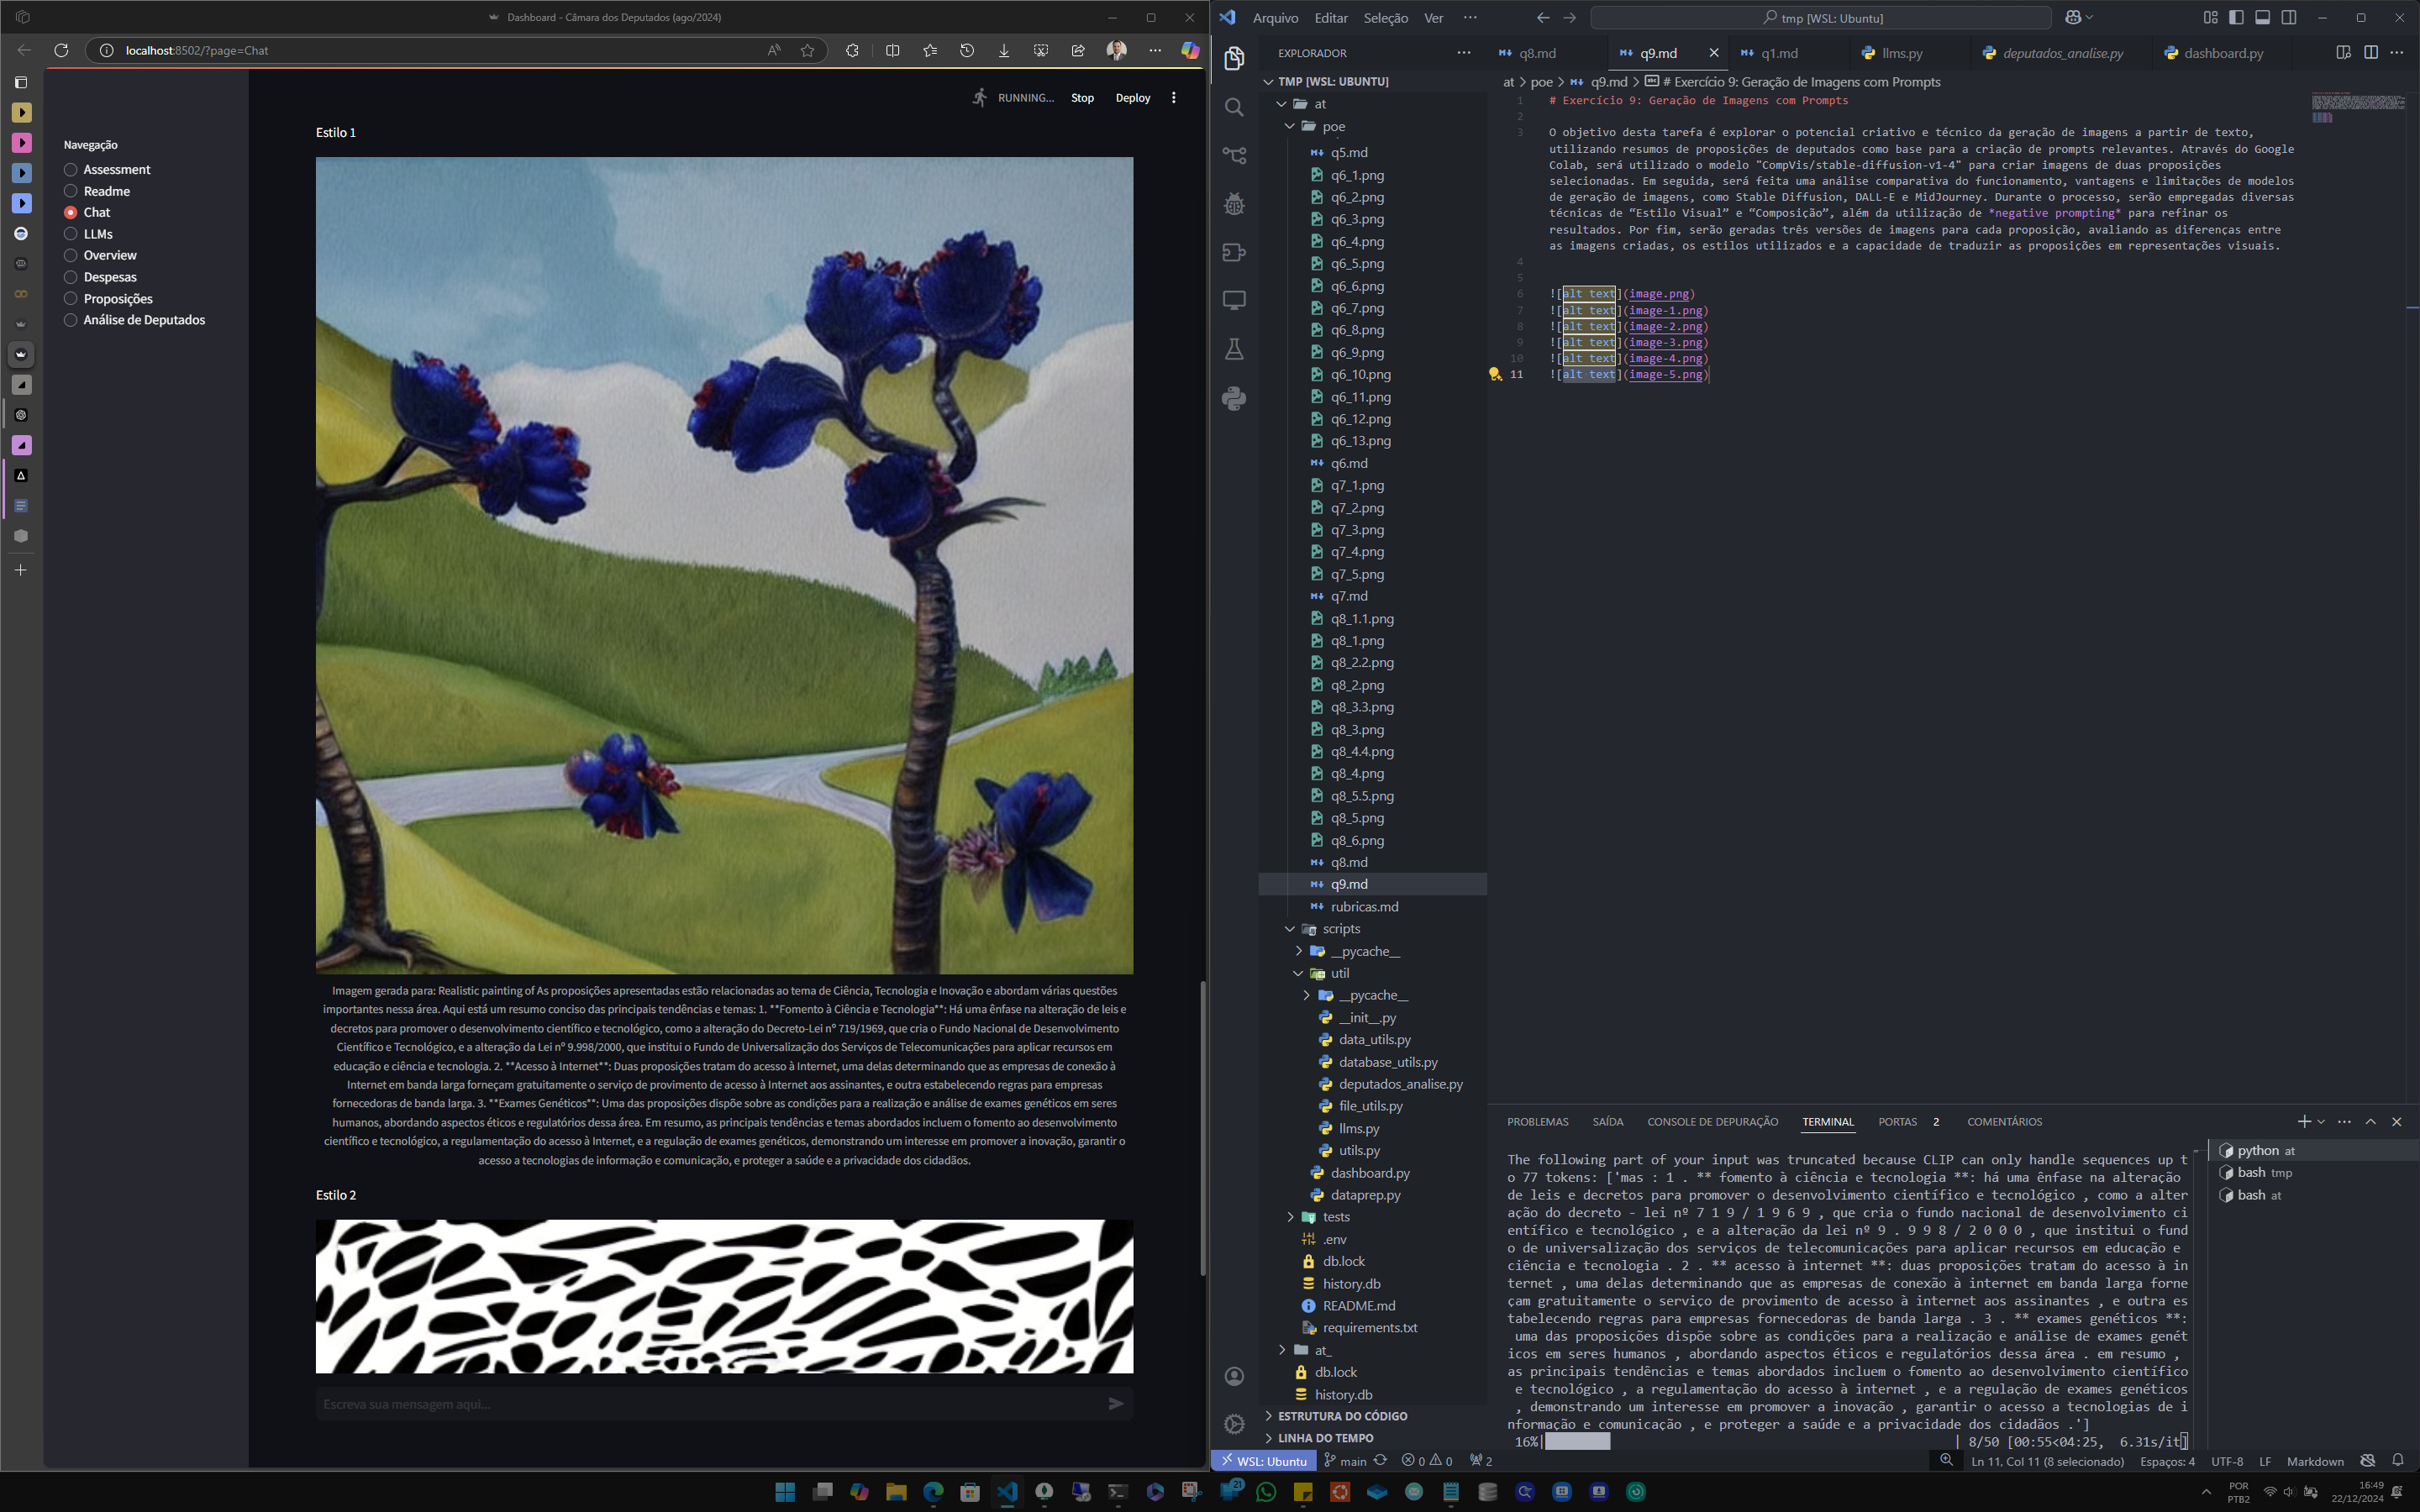 Dashboard - Câmara dos Deputados (ago/2024)
localhost:8502/?page=Chat
RUNNING...
Stop
Deploy
Navegação
Assessment
Readme
Chat
LLMs
Overview
Despesas
Proposições
Análise de Deputados
Estilo 1
Imagem gerada para: Realistic painting of As proposições apresentadas estão relacionadas ao tema de Ciência, Tecnologia e Inovação e abordam várias questões
importantes nessa área. Aqui está um resumo conciso das principais tendências e temas: 1. **Fomento à Ciência e Tecnologia**: Há uma ênfase na alteração de leis e
decretos para promover o desenvolvimento científico e tecnológico, como a alteração do Decreto-Lei nº 719/1969, que cria o Fundo Nacional de Desenvolvimento
Científico e Tecnológico, e a alteração da Lei nº 9.998/2000, que institui o Fundo de Universalização dos Serviços de Telecomunicações para aplicar recursos em
educação e ciência e tecnologia. 2. **Acesso à Internet**: Duas proposições tratam do acesso à Internet, uma delas determinando que as empresas de conexão à
Internet em banda larga forneçam gratuitamente o serviço de provimento de acesso à Internet aos assinantes, e outra estabelecendo regras para empresas
fornecedoras de banda larga. 3. **Exames Genéticos**: Uma das proposições dispõe sobre as condições para a realização e análise de exames genéticos em seres
humanos, abordando aspectos éticos e regulatórios dessa área. Em resumo, as principais tendências e temas abordados incluem o fomento ao desenvolvimento
científico e tecnológico, a regulamentação do acesso à Internet, e a regulação de exames genéticos, demonstrando um interesse em promover a inovação, garantir o
acesso a tecnologias de informação e comunicação, e proteger a saúde e a privacidade dos cidadãos.
Estilo 2
Escreva sua mensagem aqui...
Arquivo
Editar
Seleção
Ver
tmp [WSL: Ubuntu]
EXPLORADOR
TMP [WSL: UBUNTU]
at
poe
q5.md
q6_1.png
q6_2.png
q6_3.png
q6_4.png
q6_5.png
q6_6.png
q6_7.png
q6_8.png
q6_9.png
q6_10.png
q6_11.png
q6_12.png
q6_13.png
q6.md
q7_1.png
q7_2.png
q7_3.png
q7_4.png
q7_5.png
q7.md
q8_1.1.png
q8_1.png
q8_2.2.png
q8_2.png
q8_3.3.png
q8_3.png
q8_4.4.png
q8_4.png
q8_5.5.png
q8_5.png
q8_6.png
q8.md
q9.md
rubricas.md
scripts
__pycache__
util
__pycache__
__init__.py
data_utils.py
database_utils.py
deputados_analise.py
file_utils.py
llms.py
utils.py
dashboard.py
dataprep.py
tests
.env
db.lock
history.db
README.md
requirements.txt
at_
db.lock
history.db
ESTRUTURA DO CÓDIGO
LINHA DO TEMPO
q8.md
q9.md
q1.md
llms.py
deputados_analise.py
dashboard.py
at > poe > q9.md > # Exercício 9: Geração de Imagens com Prompts
1 # Exercício 9: Geração de Imagens com Prompts
2
3 O objetivo desta tarefa é explorar o potencial criativo e técnico da geração de imagens a partir de texto,
utilizando resumos de proposições de deputados como base para a criação de prompts relevantes. Através do Google
Colab, será utilizado o modelo "CompVis/stable-diffusion-v1-4" para criar imagens de duas proposições
selecionadas. Em seguida, será feita uma análise comparativa do funcionamento, vantagens e limitações de modelos
de geração de imagens, como Stable Diffusion, DALL-E e MidJourney. Durante o processo, serão empregadas diversas
técnicas de “Estilo Visual” e “Composição”, além da utilização de *negative prompting* para refinar os
resultados. Por fim, serão geradas três versões de imagens para cada proposição, avaliando as diferenças entre
as imagens criadas, os estilos utilizados e a capacidade de traduzir as proposições em representações visuais.
4
5
6 ![alt text](image.png)
7 ![alt text](image-1.png)
8 ![alt text](image-2.png)
9 ![alt text](image-3.png)
10 ![alt text](image-4.png)
11 ![alt text](image-5.png)
PROBLEMAS
SAÍDA
CONSOLE DE DEPURAÇÃO
TERMINAL
PORTAS 2
COMENTÁRIOS
The following part of your input was truncated because CLIP can only handle sequences up t
o 77 tokens: ['mas : 1 . ** fomento à ciência e tecnologia **: há uma ênfase na alteração
de leis e decretos para promover o desenvolvimento científico e tecnológico , como a alter
ação do decreto - lei nº 7 1 9 / 1 9 6 9 , que cria o fundo nacional de desenvolvimento ci
entífico e tecnológico , e a alteração da lei nº 9 . 9 9 8 / 2 0 0 0 , que institui o fund
o de universalização dos serviços de telecomunicações para aplicar recursos em educação e
ciência e tecnologia . 2 . ** acesso à internet **: duas proposições tratam do acesso à in
ternet , uma delas determinando que as empresas de conexão à internet em banda larga forne
çam gratuitamente o serviço de provimento de acesso à internet aos assinantes , e outra es
tabelecendo regras para empresas fornecedoras de banda larga . 3 . ** exames genéticos **:
uma das proposições dispõe sobre as condições para a realização e análise de exames genét
icos em seres humanos , abordando aspectos éticos e regulatórios dessa área . em resumo ,
as principais tendências e temas abordados incluem o fomento ao desenvolvimento científico
e tecnológico , a regulamentação do acesso à internet , e a regulação de exames genéticos
, demonstrando um interesse em promover a inovação , garantir o acesso a tecnologias de i
nformação e comunicação , e proteger a saúde e a privacidade dos cidadãos .']
16%| | 8/50 [00:55<04:25, 6.31s/it]
python at
bash tmp
bash at
WSL: Ubuntu
main
0
0
2
Ln 11, Col 11 (8 selecionado)
Espaços: 4
UTF-8
LF
Markdown
21
POR
PTB2
16:49
22/12/2024